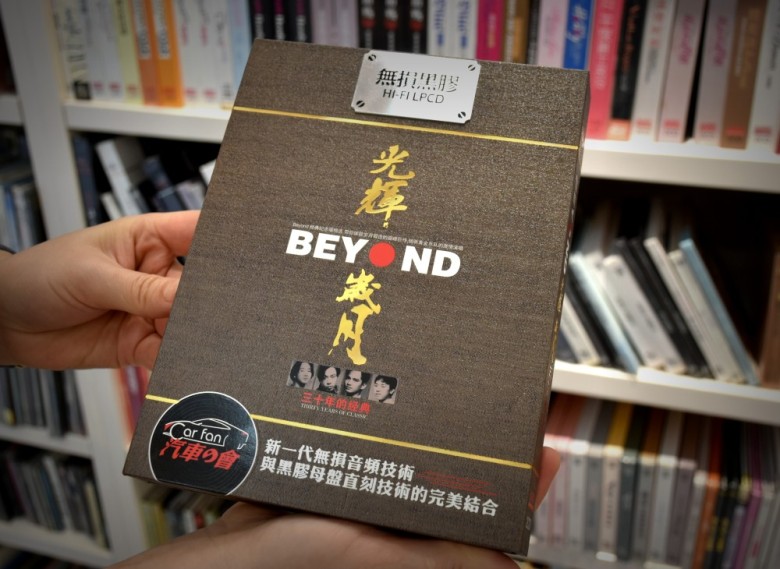 無損黑膠
HI-FI LPCD
光輝
BEYOND
歲月
三十年的经典
THIRTY YEARS OF CLASSIC
Car fan
汽車の會
新一代無損音頻技術
與黑膠母盤直刻技術的完美結合